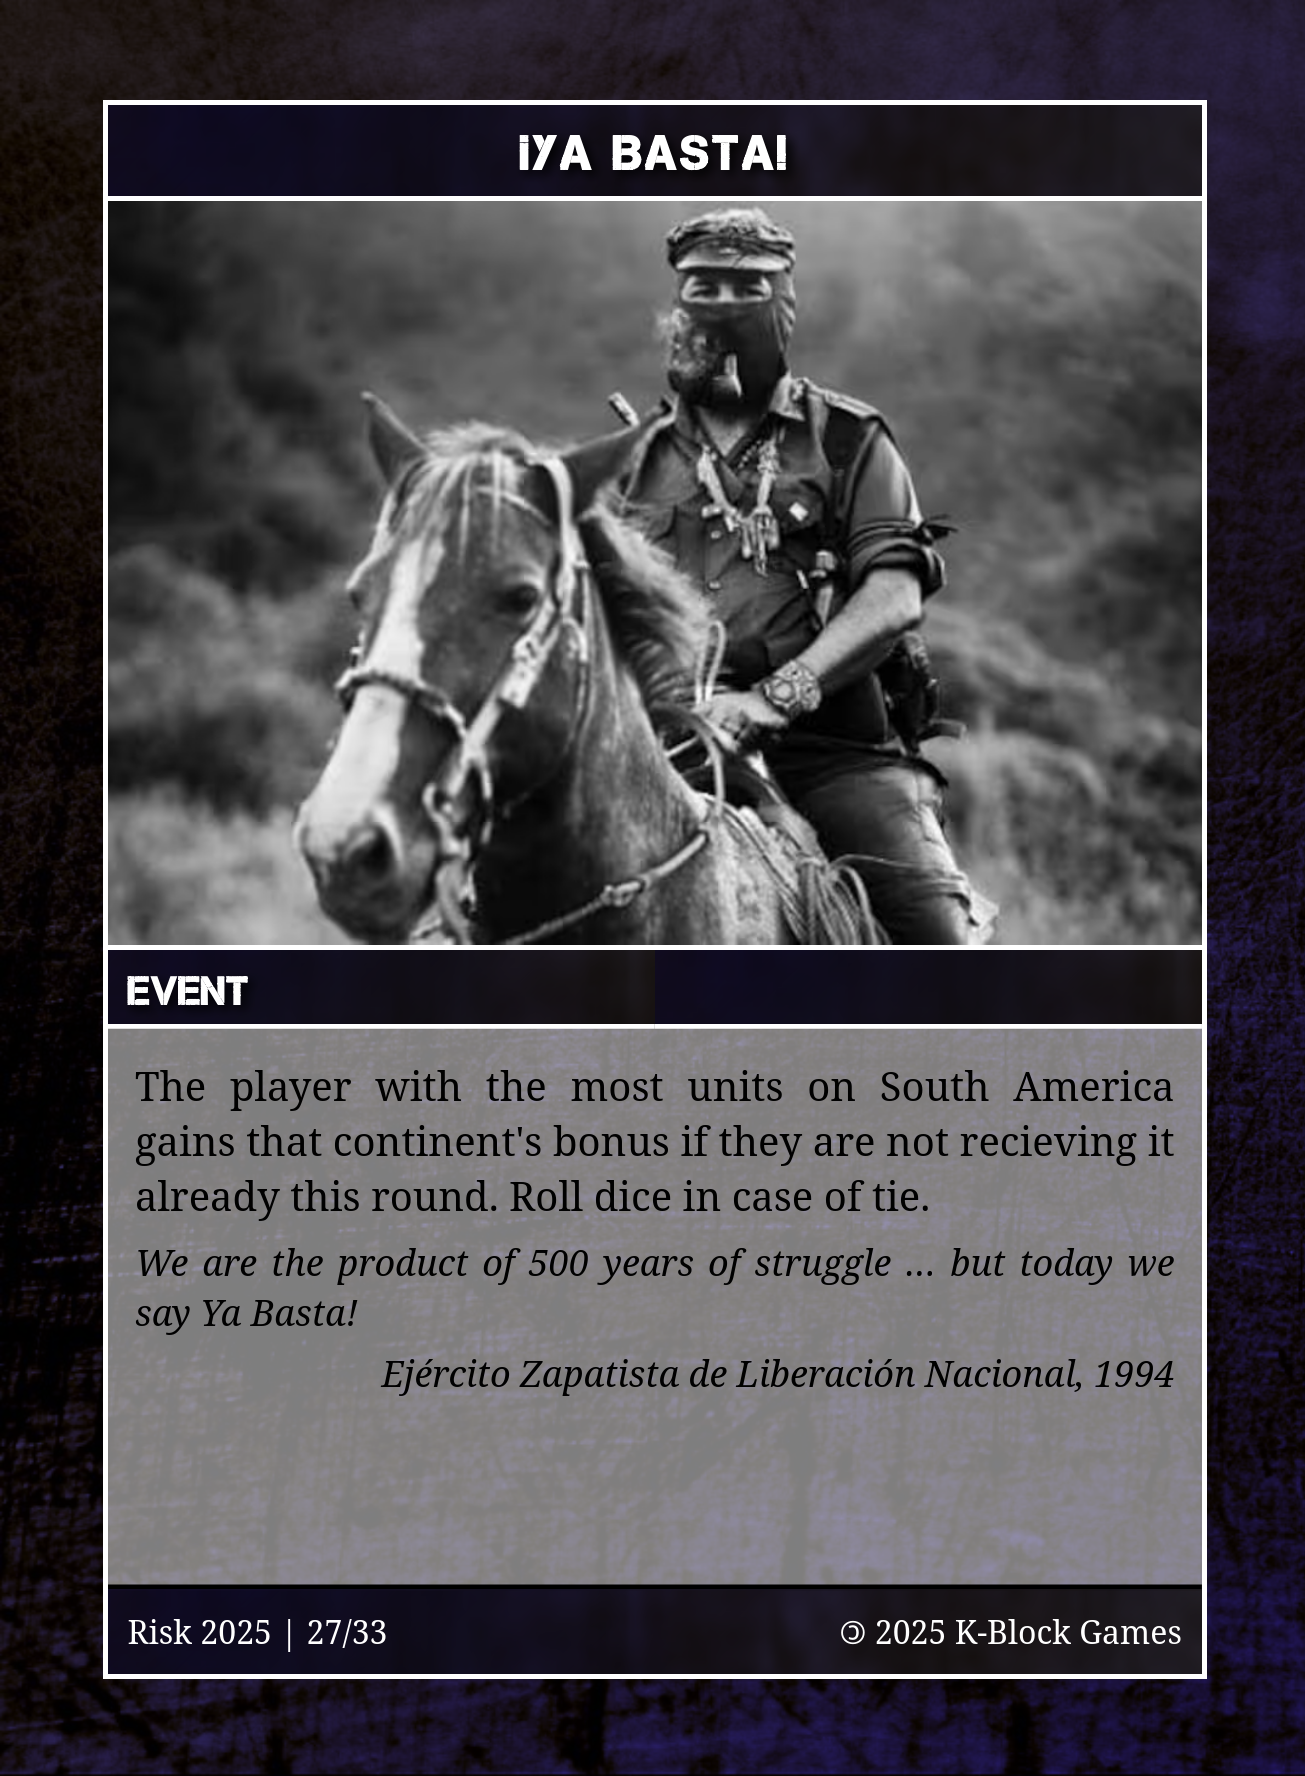 ¡YA BASTA!
EVENT
The player with the most units on South America
gains that continent's bonus if they are not recieving it
already this round. Roll dice in case of tie.
We are the product of 500 years of struggle … but today we
say Ya Basta!
Ejército Zapatista de Liberación Nacional, 1994
Risk 2025 | 27/33
🄯 2025 K-Block Games